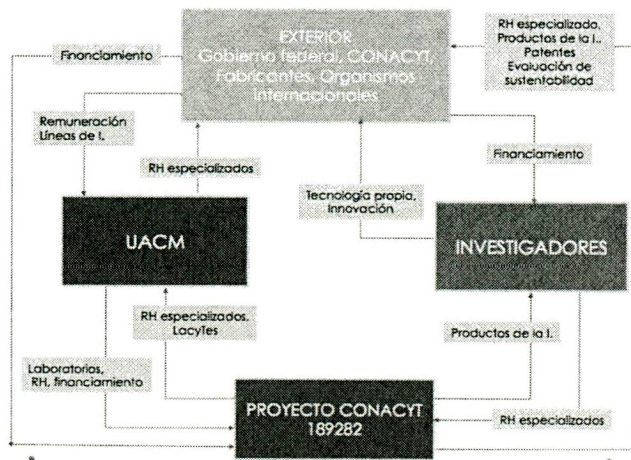 EXTERIOR
Gobierno federal, CONACYT,
Fabricantes, Organismos
internacionales
RH especializado,
Productos de la I.,
Patentes
Evaluación de
sustentabilidad
Financiamiento
Remuneración
Líneas de I.
RH especializados
Financiamiento
Tecnología propia,
Innovación
UACM
INVESTIGADORES
RH especializados,
LacyTes
Productos de la I.
Laboratorios,
RH, financiamiento
PROYECTO CONACYT
189282
RH especializados